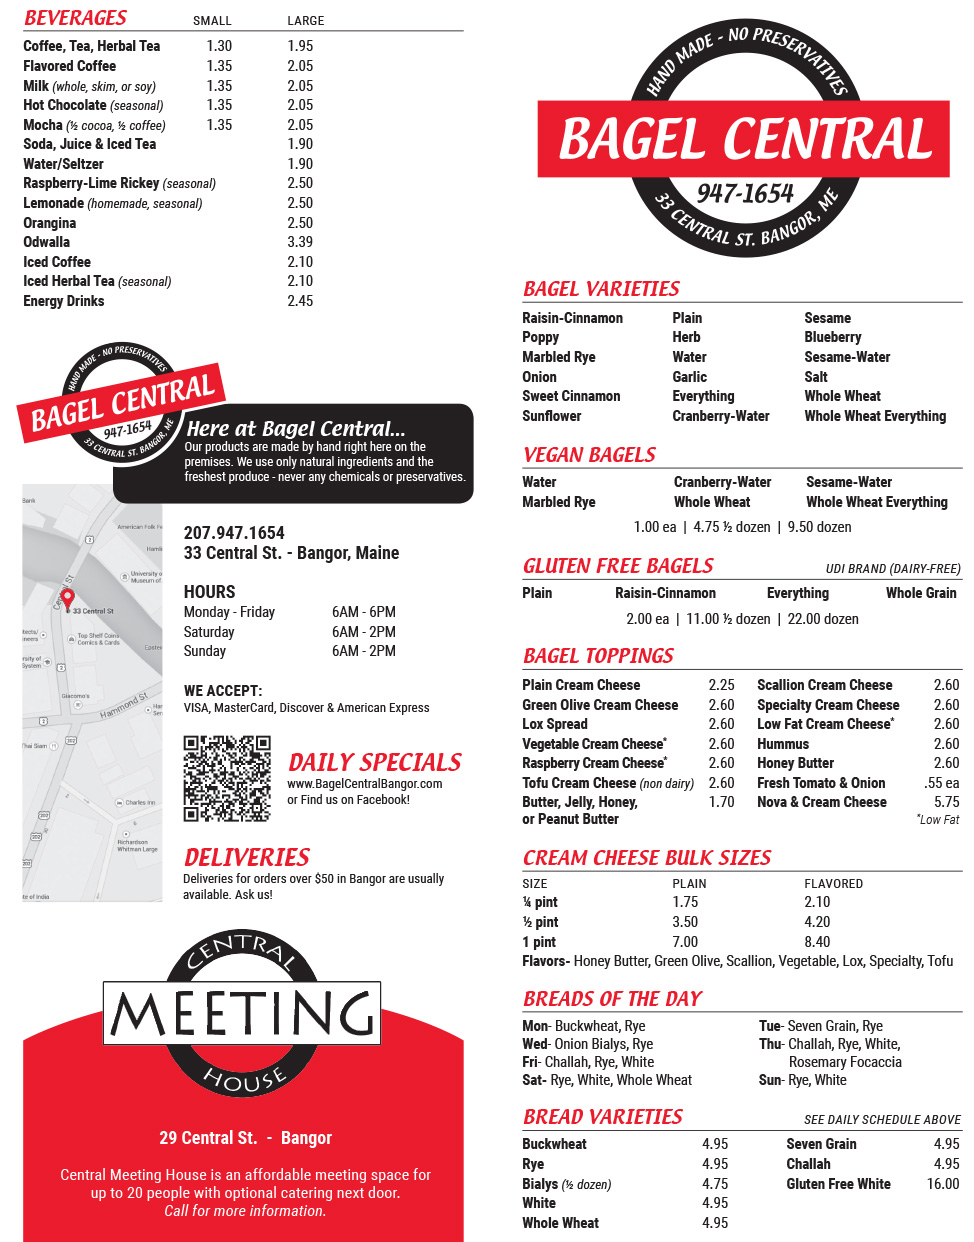 BEVERAGES SMALL LARGE
Coffee, Tea, Herbal Tea 1.30 1.95
Flavored Coffee 1.35 2.05
Milk (whole, skim, or soy) 1.35 2.05
Hot Chocolate (seasonal) 1.35 2.05
Mocha (½ cocoa, ½ coffee) 1.35 2.05
Soda, Juice & Iced Tea 1.90
Water/Seltzer 1.90
Raspberry-Lime Rickey (seasonal) 2.50
Lemonade (homemade, seasonal) 2.50
Orangina 2.50
Odwalla 3.39
Iced Coffee 2.10
Iced Herbal Tea (seasonal) 2.10
Energy Drinks 2.45
HAND MADE - NO PRESERVATIVES
BAGEL CENTRAL
947-1654
33 CENTRAL ST. BANGOR, ME
Here at Bagel Central...
Our products are made by hand right here on the
premises. We use only natural ingredients and the
freshest produce - never any chemicals or preservatives.
Bank
American Folk Fe
2
Hamli
University o
Museum of
Central St
33 Central St
tects/
neers
Top Shelf Coins
Comics & Cards
Epstei
rsity of
System
2
Giacomo's
Hammond St
Har
Ser
2
202
Thai Siam
Charles Inn
202
202
Richardson
Whitman Large
202
te of India
207.947.1654
33 Central St. - Bangor, Maine
HOURS
Monday - Friday 6AM - 6PM
Saturday 6AM - 2PM
Sunday 6AM - 2PM
WE ACCEPT:
VISA, MasterCard, Discover & American Express
DAILY SPECIALS
www.BagelCentralBangor.com
or Find us on Facebook!
DELIVERIES
Deliveries for orders over $50 in Bangor are usually
available. Ask us!
CENTRAL
MEETING
HOUSE
29 Central St. - Bangor
Central Meeting House is an affordable meeting space for
up to 20 people with optional catering next door.
Call for more information.
HAND MADE - NO PRESERVATIVES
BAGEL CENTRAL
947-1654
33 CENTRAL ST. BANGOR, ME
BAGEL VARIETIES
Raisin-Cinnamon Plain Sesame
Poppy Herb Blueberry
Marbled Rye Water Sesame-Water
Onion Garlic Salt
Sweet Cinnamon Everything Whole Wheat
Sunflower Cranberry-Water Whole Wheat Everything
VEGAN BAGELS
Water Cranberry-Water Sesame-Water
Marbled Rye Whole Wheat Whole Wheat Everything
1.00 ea | 4.75 ½ dozen | 9.50 dozen
GLUTEN FREE BAGELS UDI BRAND (DAIRY-FREE)
Plain Raisin-Cinnamon Everything Whole Grain
2.00 ea | 11.00 ½ dozen | 22.00 dozen
BAGEL TOPPINGS
Plain Cream Cheese 2.25 Scallion Cream Cheese 2.60
Green Olive Cream Cheese 2.60 Specialty Cream Cheese 2.60
Lox Spread 2.60 Low Fat Cream Cheese* 2.60
Vegetable Cream Cheese* 2.60 Hummus 2.60
Raspberry Cream Cheese* 2.60 Honey Butter 2.60
Tofu Cream Cheese (non dairy) 2.60 Fresh Tomato & Onion .55 ea
Butter, Jelly, Honey, 1.70 Nova & Cream Cheese 5.75
or Peanut Butter *Low Fat
CREAM CHEESE BULK SIZES
SIZE PLAIN FLAVORED
¼ pint 1.75 2.10
½ pint 3.50 4.20
1 pint 7.00 8.40
Flavors- Honey Butter, Green Olive, Scallion, Vegetable, Lox, Specialty, Tofu
BREADS OF THE DAY
Mon- Buckwheat, Rye Tue- Seven Grain, Rye
Wed- Onion Bialys, Rye Thu- Challah, Rye, White,
Fri- Challah, Rye, White Rosemary Focaccia
Sat- Rye, White, Whole Wheat Sun- Rye, White
BREAD VARIETIES SEE DAILY SCHEDULE ABOVE
Buckwheat 4.95 Seven Grain 4.95
Rye 4.95 Challah 4.95
Bialys (½ dozen) 4.75 Gluten Free White 16.00
White 4.95
Whole Wheat 4.95